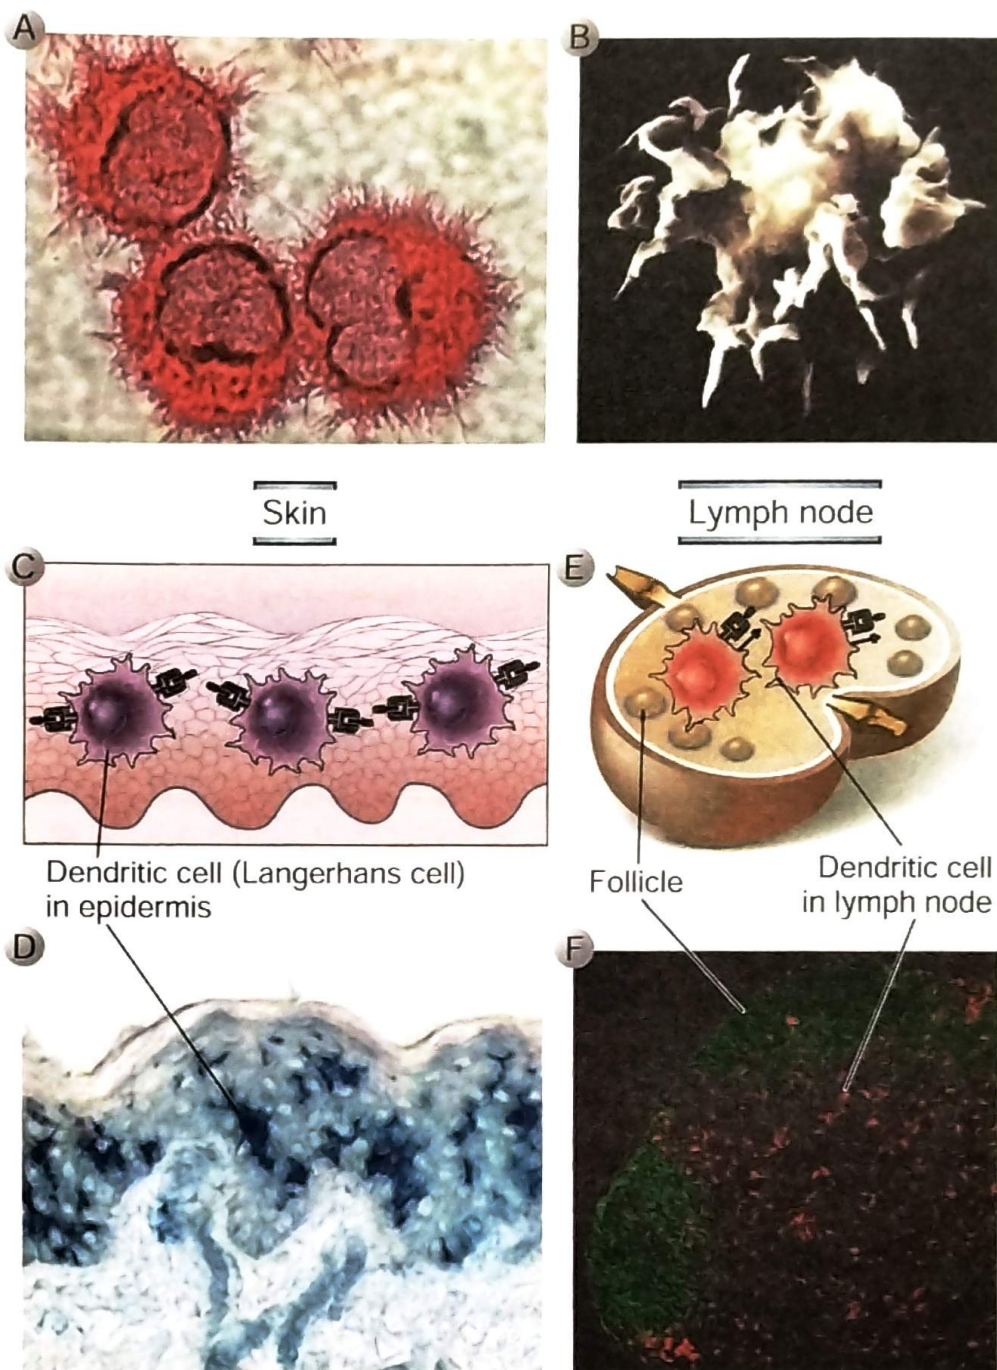 A
B
Skin
Lymph node
C
E
Dendritic cell (Langerhans cell)
in epidermis
Follicle
Dendritic cell
in lymph node
D
F